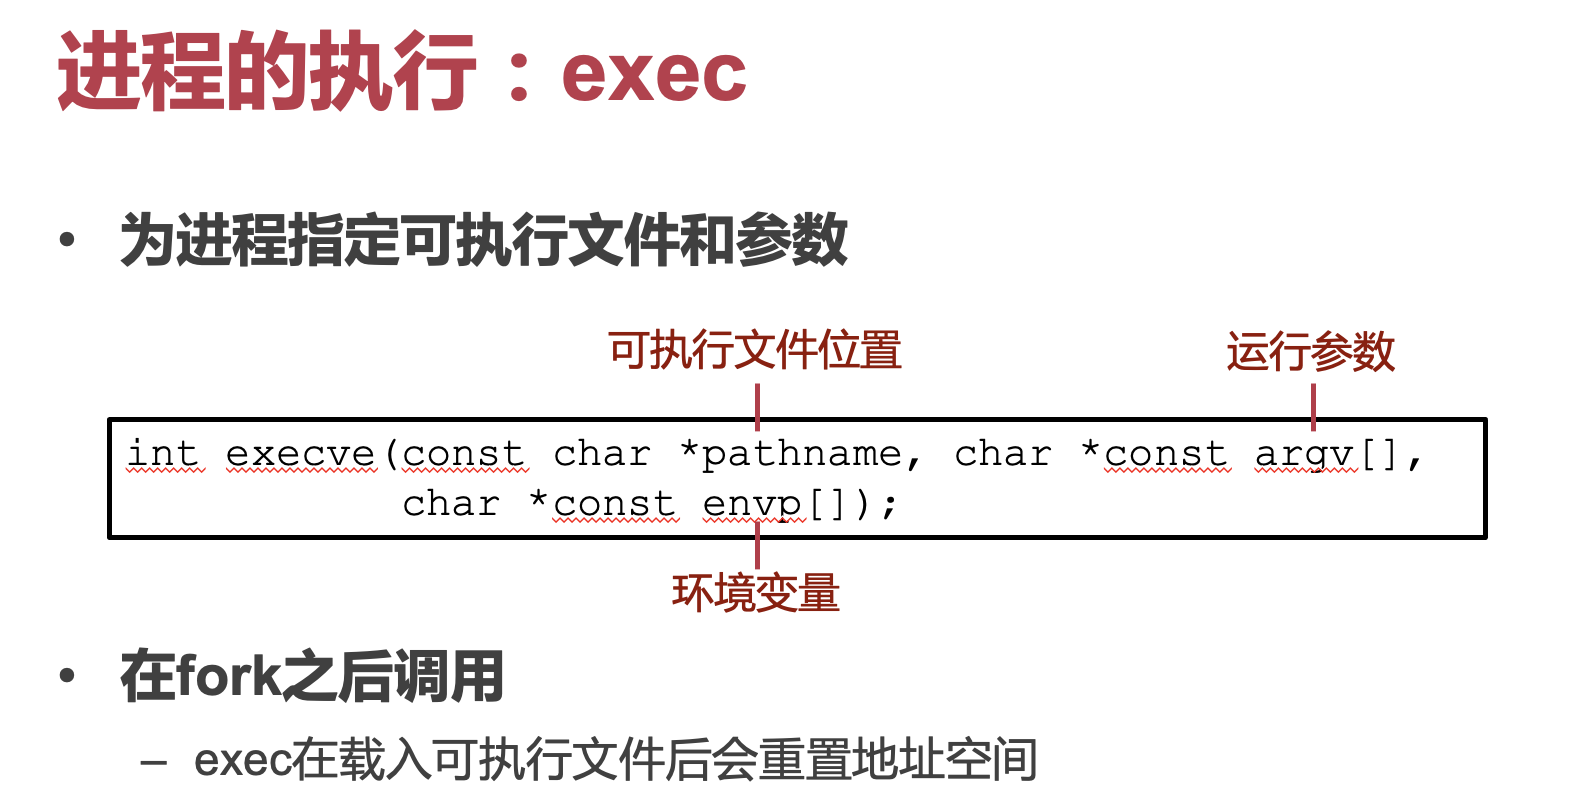 进程的执行：exec
• 为进程指定可执行文件和参数
可执行文件位置 运行参数
int execve(const char *pathname, char *const argv[],
char *const envp[]);
环境变量
• 在fork之后调用
– exec在载入可执行文件后会重置地址空间